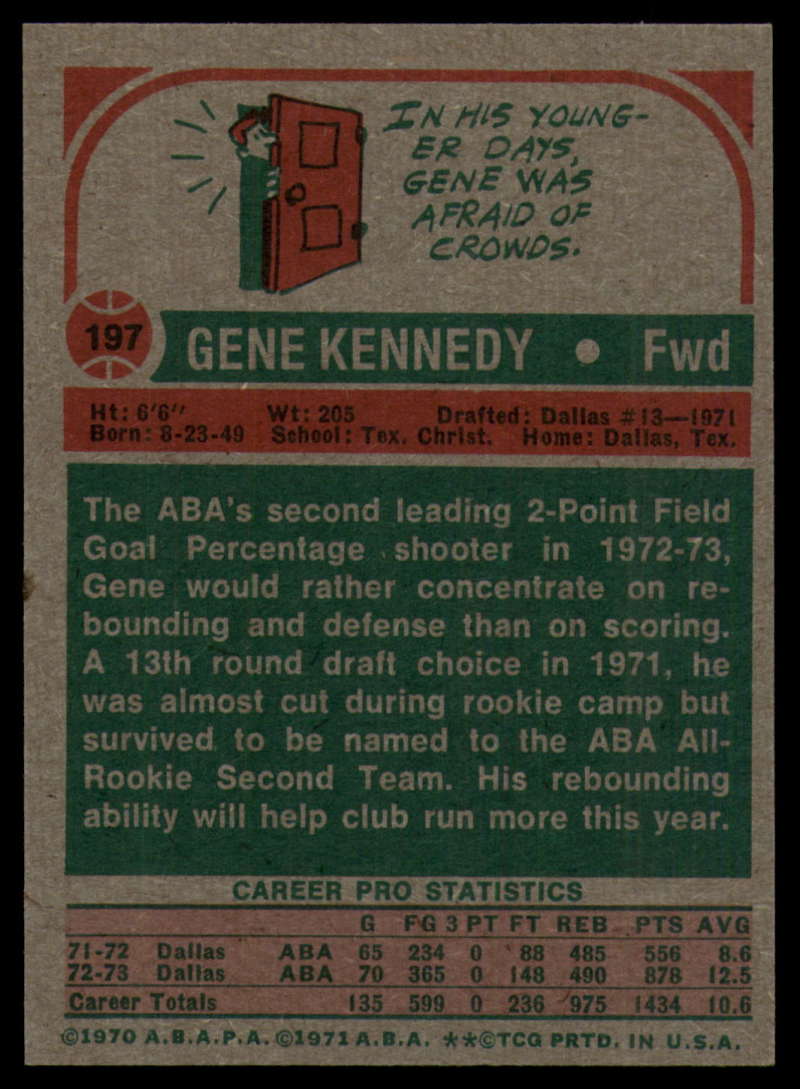 IN HIS YOUNG-
ER DAYS,
GENE WAS
AFRAID OF
CROWDS.
197 GENE KENNEDY • Fwd
Ht: 6'6" Wt: 205 Drafted: Dallas #13—1971
Born: 8-23-49 School: Tex. Christ. Home: Dallas, Tex.
The ABA's second leading 2-Point Field
Goal Percentage shooter in 1972-73,
Gene would rather concentrate on re-
bounding and defense than on scoring.
A 13th round draft choice in 1971, he
was almost cut during rookie camp but
survived to be named to the ABA All-
Rookie Second Team. His rebounding
ability will help club run more this year.
CAREER PRO STATISTICS
G FG 3 PT FT REB PTS AVG
71-72 Dallas ABA 65 234 0 88 485 556 8.6
72-73 Dallas ABA 70 365 0 148 490 878 12.5
Career Totals 135 599 0 236 975 1434 10.6
©1970 A.B.A.P.A. ©1971 A.B.A. **©TCG PRTD. IN U.S.A.